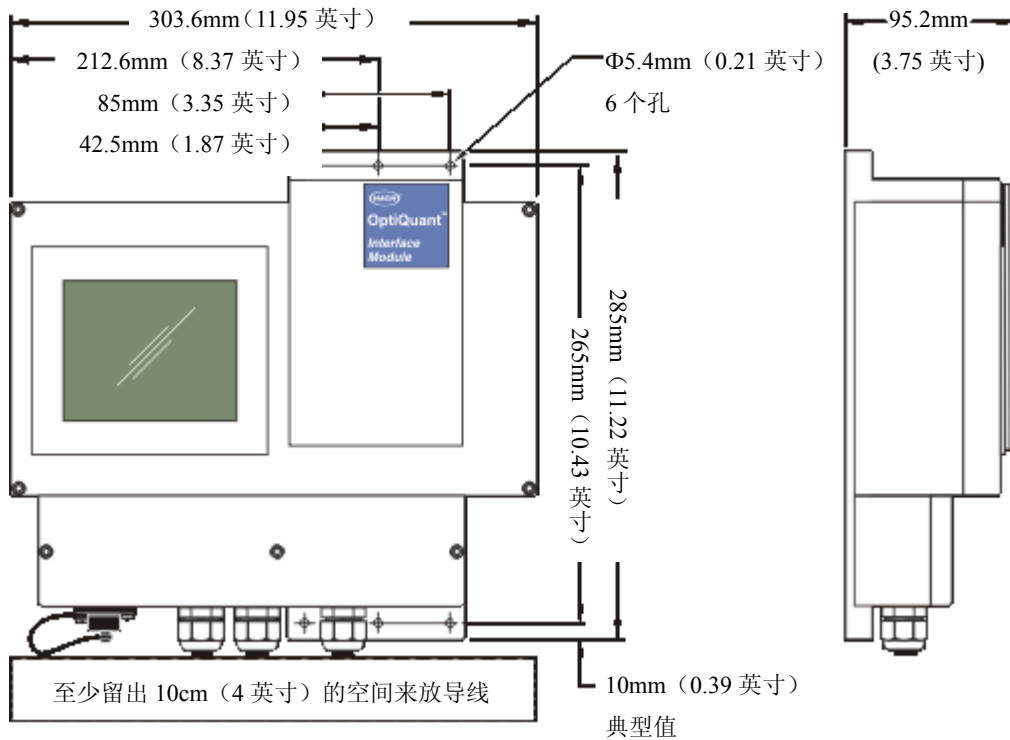 303.6mm（11.95 英寸）
95.2mm
(3.75 英寸)
212.6mm（8.37 英寸）
Φ5.4mm（0.21 英寸）
6 个孔
85mm（3.35 英寸）
42.5mm（1.87 英寸）
HACH
OptiQuant™
Interface
Module
285mm（11.22 英寸）
265mm（10.43 英寸）
至少留出 10cm（4 英寸）的空间来放导线
10mm（0.39 英寸）
典型值